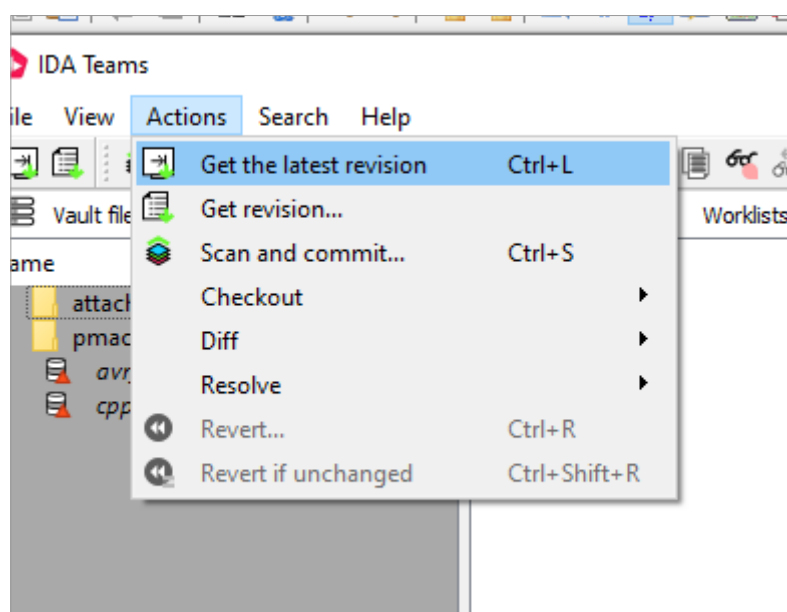 IDA Teams
ile View Actions Search Help
Get the latest revision Ctrl+L
Vault file
Get revision...
Worklists
Scan and commit... Ctrl+S
ame
Checkout
attach
Diff
pmac
Resolve
avr
cpp
Revert... Ctrl+R
Revert if unchanged Ctrl+Shift+R